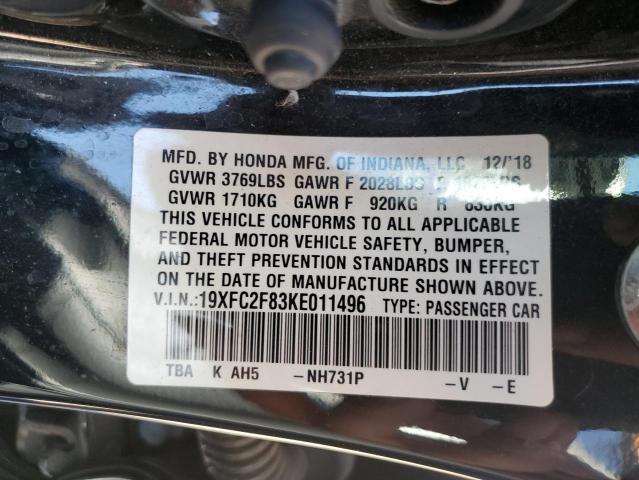 MFD. BY HONDA MFG. OF INDIANA, LLC 12/18
GVWR 3769LBS GAWR F 2028LBS
GVWR 1710KG GAWR F 920KG R 855KG
THIS VEHICLE CONFORMS TO ALL APPLICABLE
FEDERAL MOTOR VEHICLE SAFETY, BUMPER,
AND THEFT PREVENTION STANDARDS IN EFFECT
ON THE DATE OF MANUFACTURE SHOWN ABOVE.
V.I.N.:19XFC2F83KE011496 TYPE: PASSENGER CAR
TBA K AH5 -NH731P -V -E